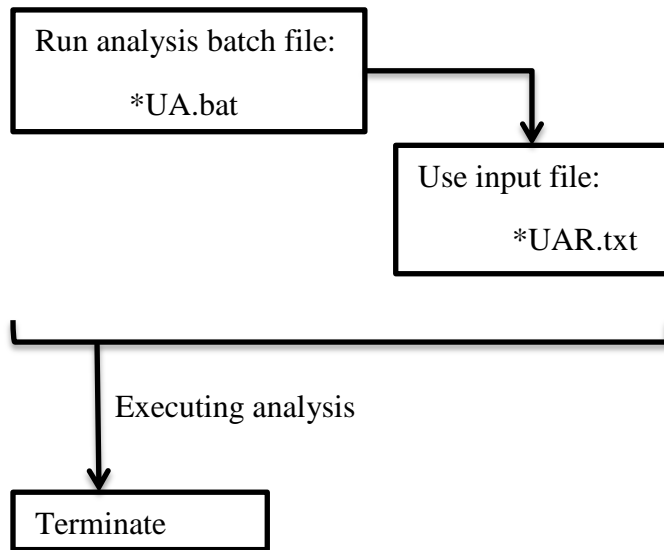 Run analysis batch file:
*UA.bat
Use input file:
*UAR.txt
Executing analysis
Terminate